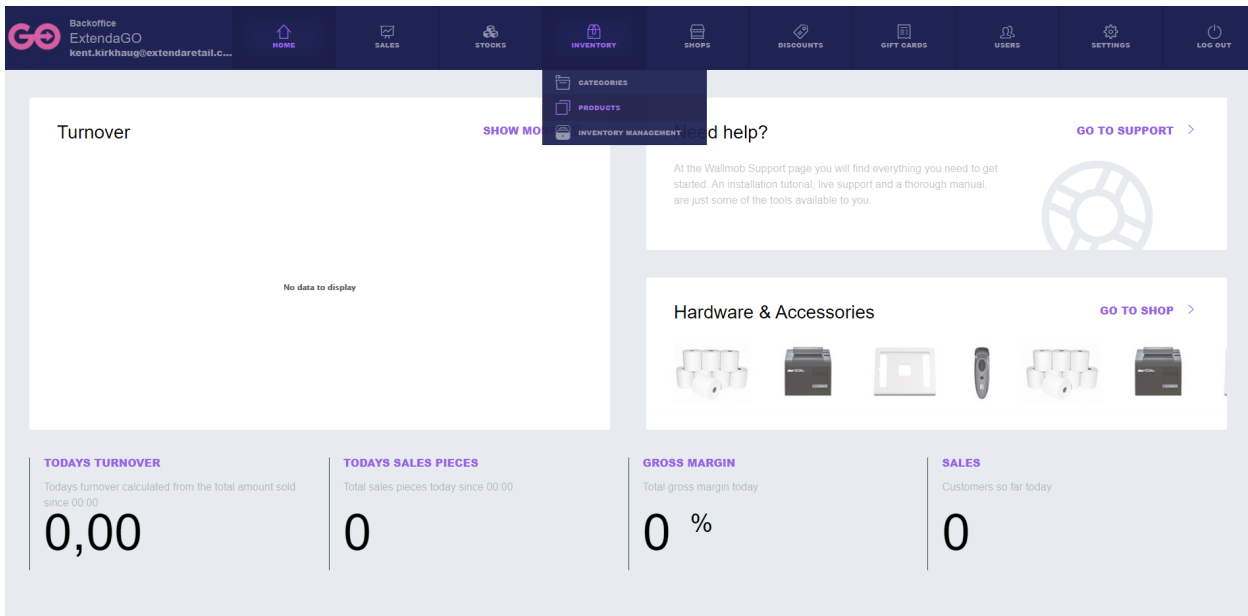 GO
Backoffice
ExtendaGO
kent.kirkhaug@extendaretail.c...
HOME
SALES
STOCKS
INVENTORY
SHOPS
DISCOUNTS
GIFT CARDS
USERS
SETTINGS
LOG OUT
CATEGORIES
PRODUCTS
INVENTORY MANAGEMENT
Turnover
SHOW MO
No data to display
d help?
GO TO SUPPORT
At the Wallmob Support page you will find everything you need to get
started. An installation tutorial, live support and a thorough manual,
are just some of the tools available to you.
Hardware & Accessories
GO TO SHOP
TODAYS TURNOVER
Todays turnover calculated from the total amount sold
since 00:00
0,00
TODAYS SALES PIECES
Total sales pieces today since 00:00
0
GROSS MARGIN
Total gross margin today
0 %
SALES
Customers so far today
0